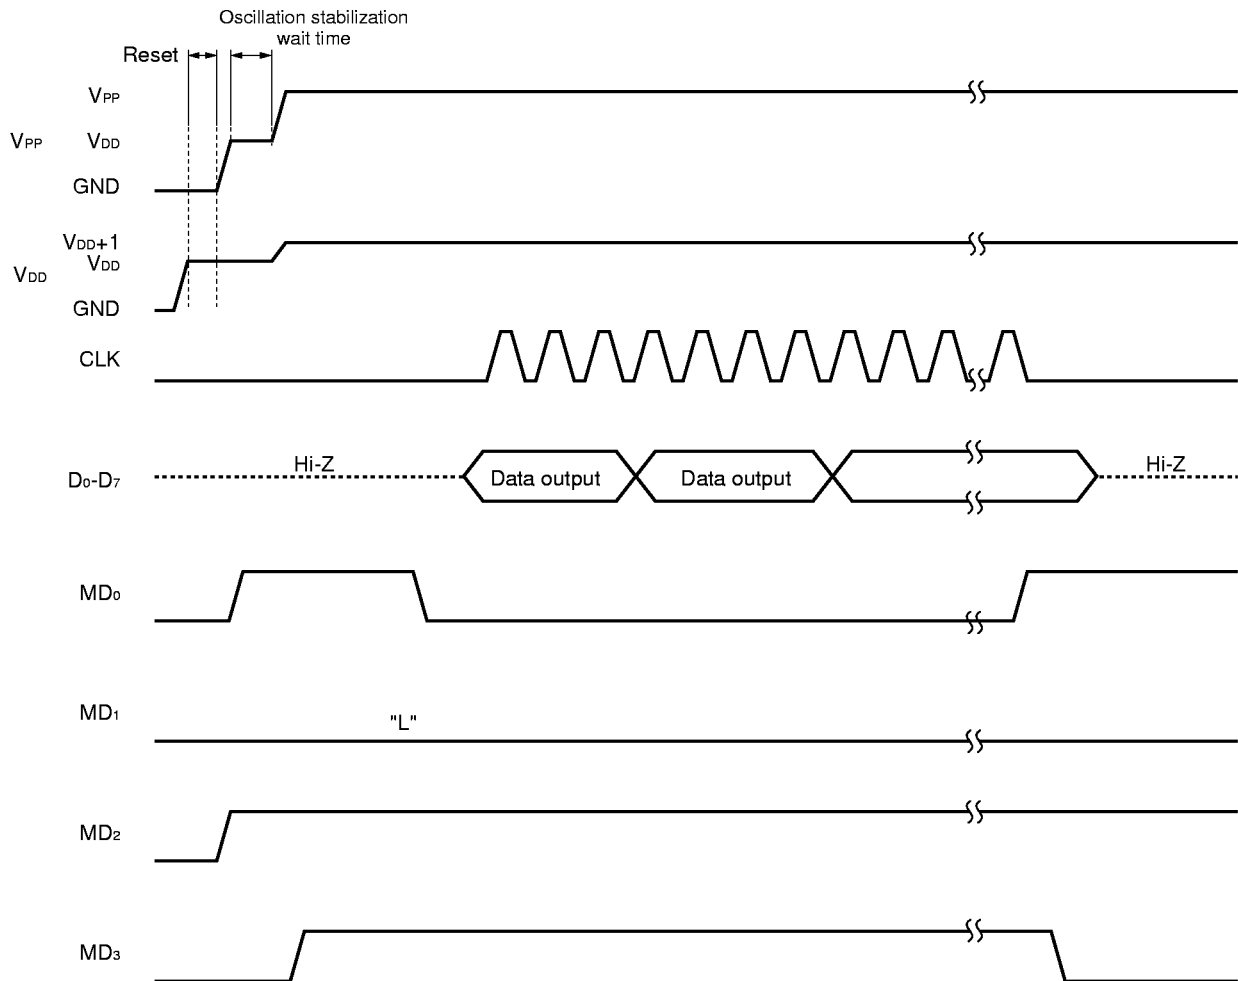 Oscillation stabilization
wait time
Reset
VPP
VPP VDD
GND
VDD+1
VDD VDD
GND
CLK
D0-D7 Hi-Z Data output Data output Hi-Z
MD0
MD1 "L"
MD2
MD3